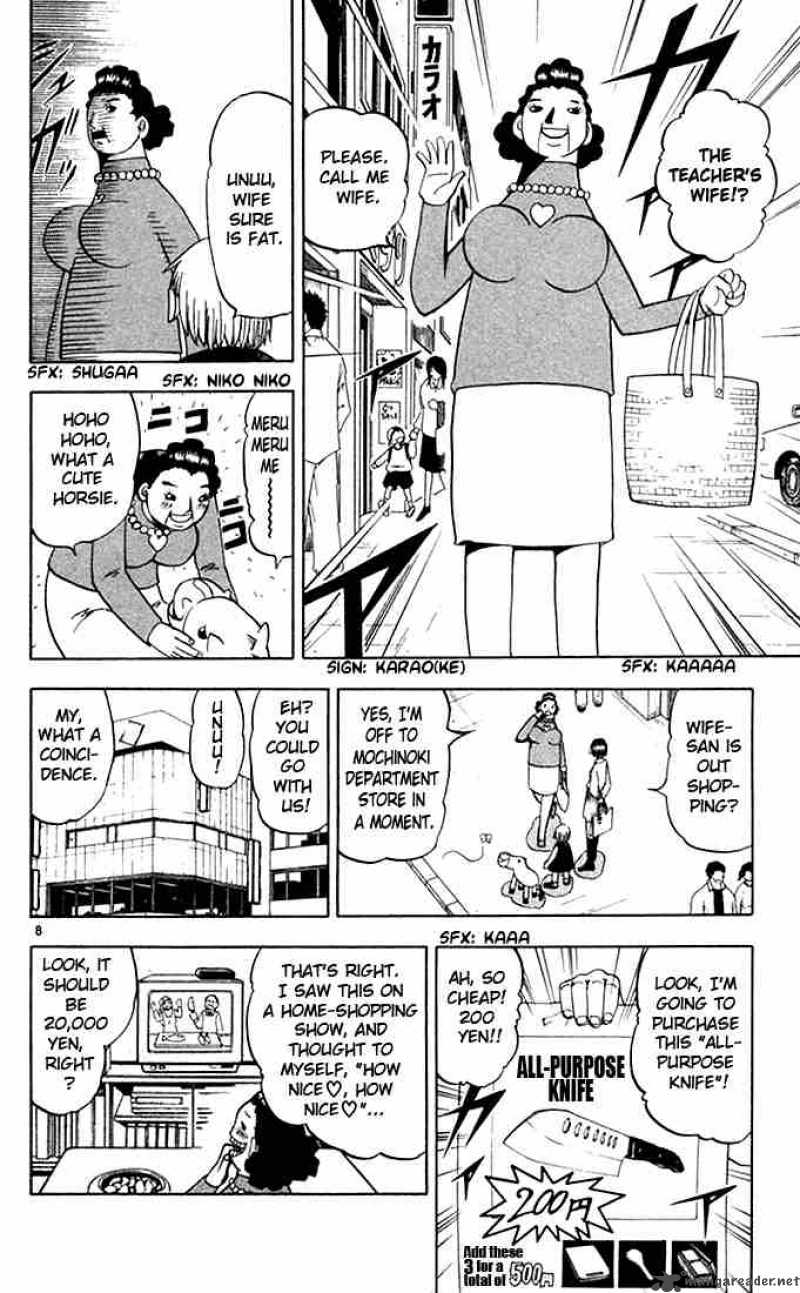 THE
TEACHER'S
WIFE!?
カラオ
PLEASE.
CALL ME
WIFE.
UNUU,
WIFE
SURE
IS FAT.
SFX: SHUGAA
SFX: NIKO NIKO
MERU
MERU
ME
ニコ
ニコ
HOHO
HOHO,
WHAT A
CUTE
HORSIE.
SIGN: KARAO(KE)
SFX: KAAAAA
WIFE-
SAN IS
OUT
SHOP-
PING?
YES, I'M
OFF TO
MOCHINOKI
DEPARTMENT
STORE IN
A MOMENT.
EH?
YOU
COULD
GO
WITH
US!
UNUU!
MY,
WHAT A
COINCI-
DENCE.
8
SFX: KAAA
LOOK, I'M
GOING TO
PURCHASE
THIS "ALL-
PURPOSE
KNIFE"!
AH, SO
CHEAP!
200
YEN!!
ALL-PURPOSE
KNIFE
200円
Add these
3 for a
total of 500円
THAT'S RIGHT.
I SAW THIS ON
A HOME-SHOPPING
SHOW, AND
THOUGHT TO
MYSELF, "HOW
NICE♡, HOW
NICE♡"...
LOOK, IT
SHOULD
BE
20,000
YEN,
RIGHT
?
mangareader.net